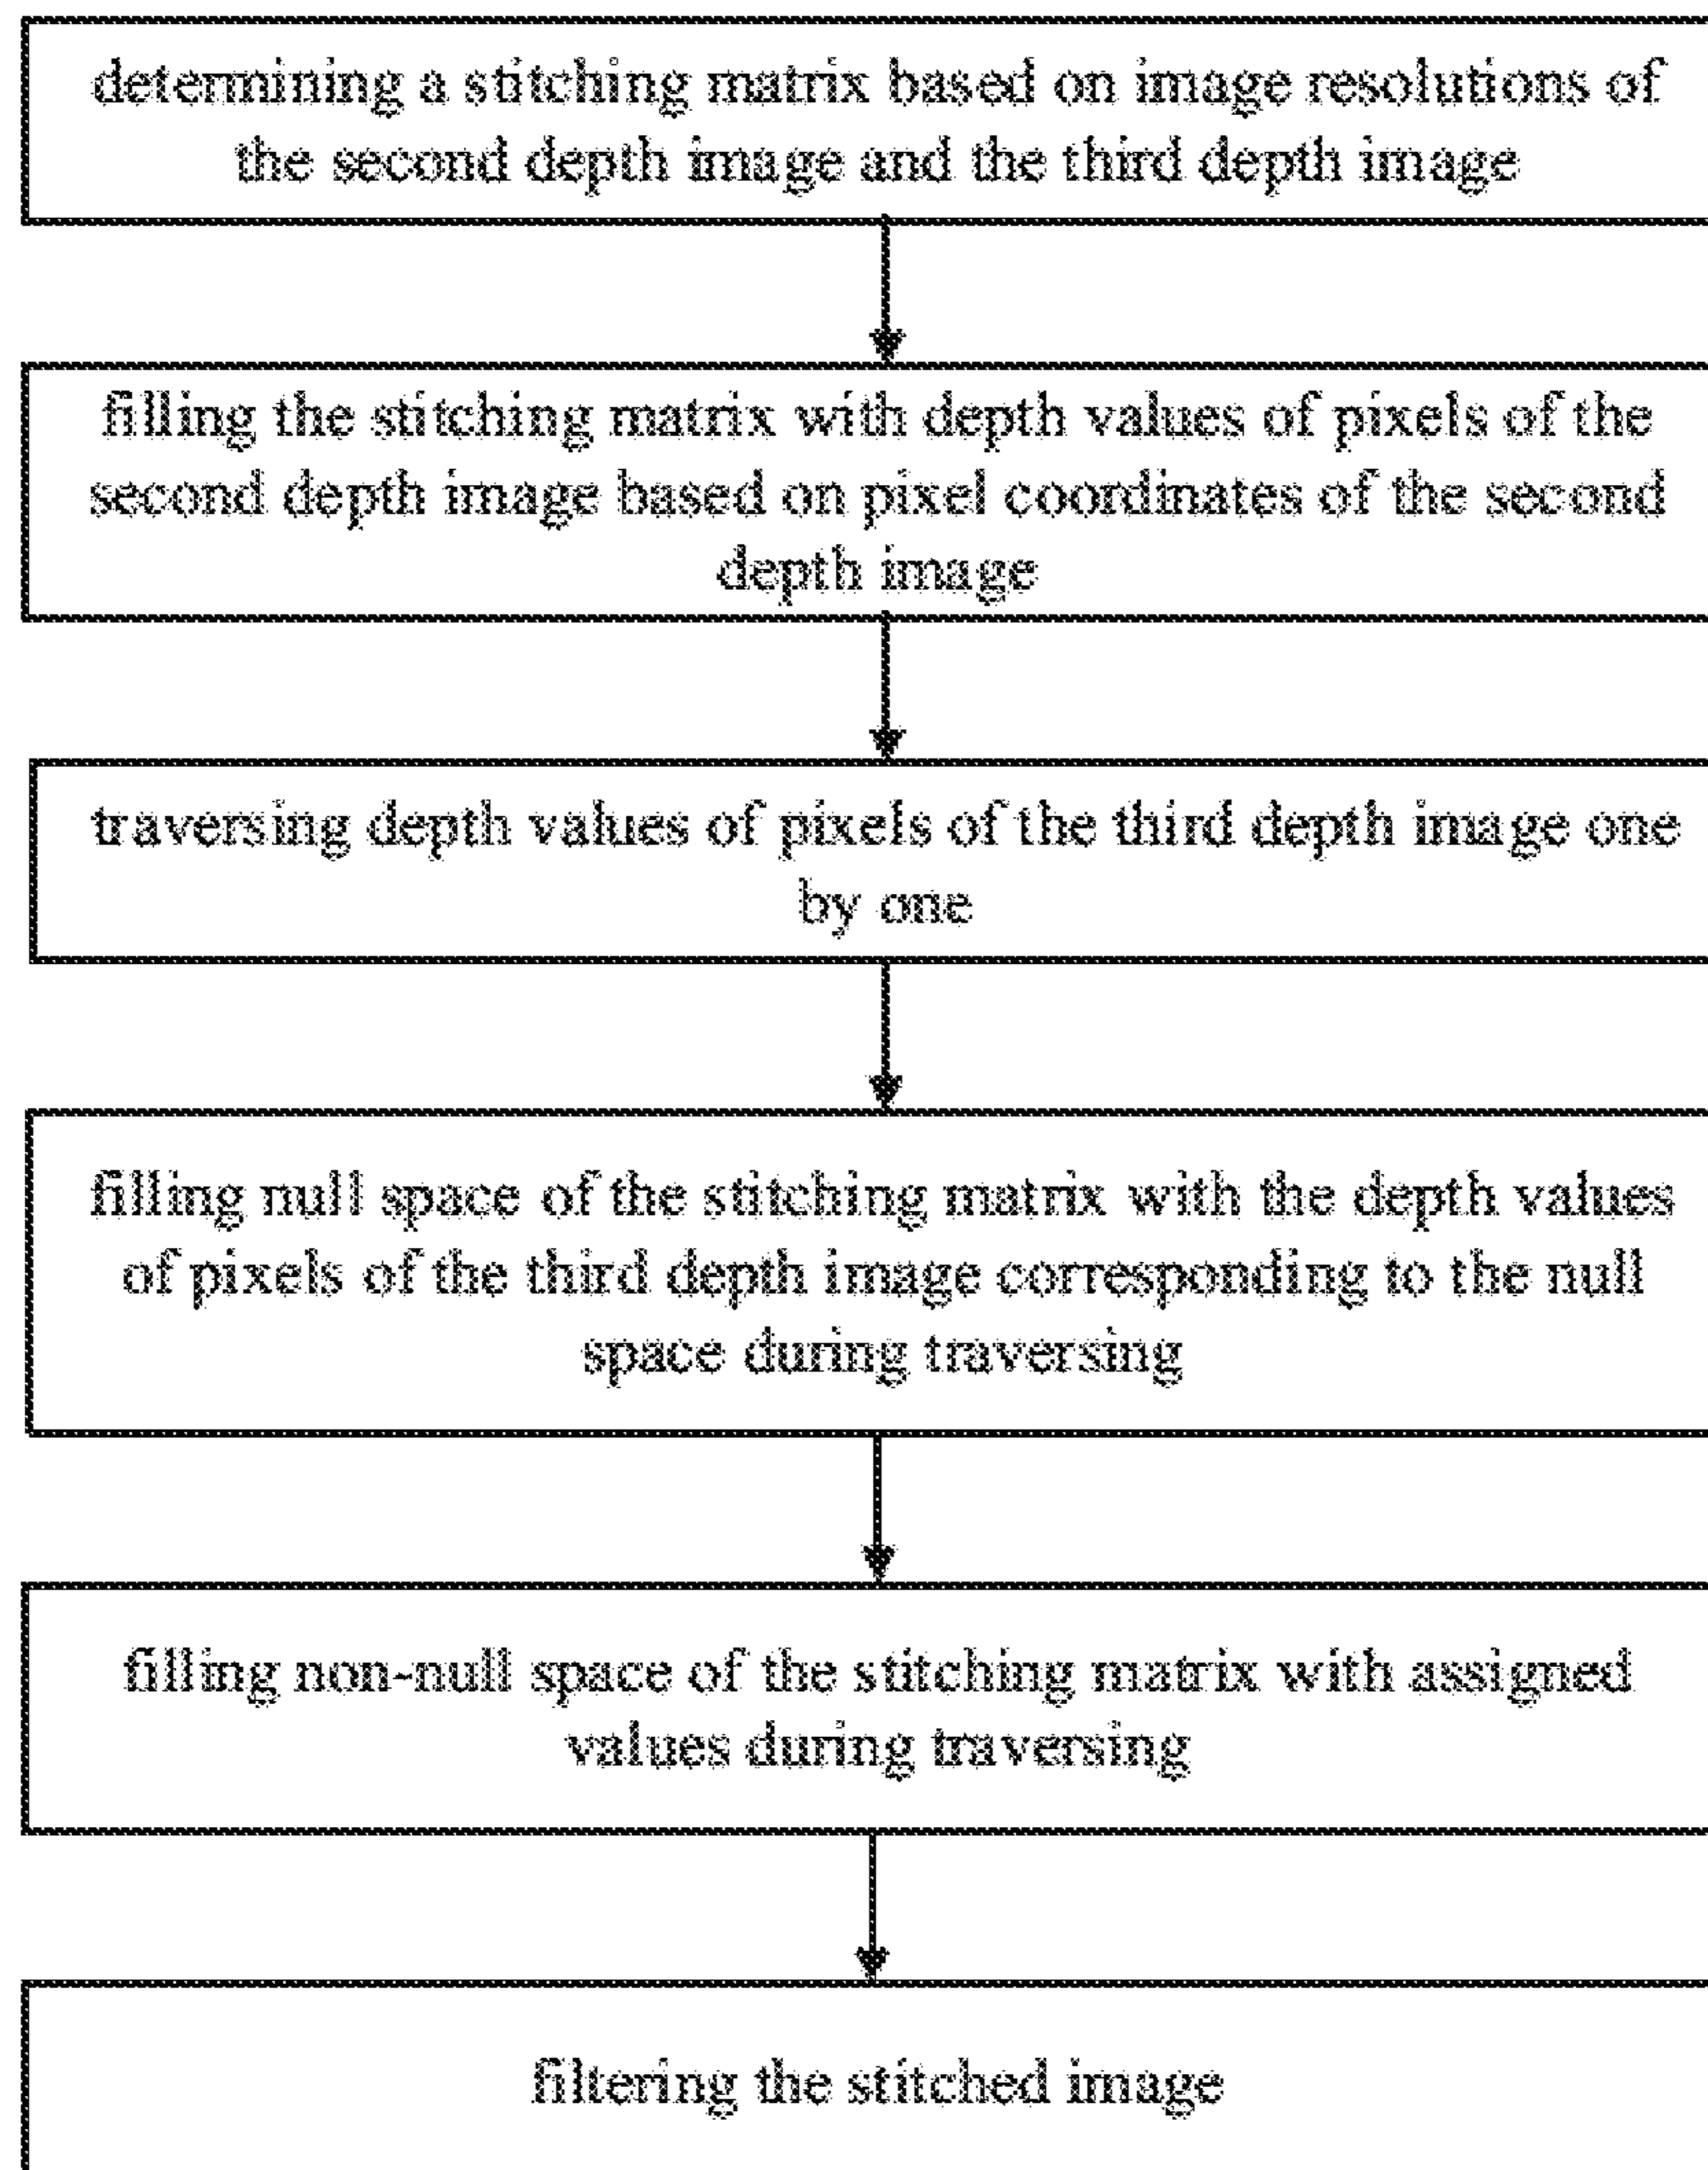 determining a stitching matrix based on image resolutions of
the second depth image and the third depth image
filling the stitching matrix with depth values of pixels of the
second depth image based on pixel coordinates of the second
depth image
traversing depth values of pixels of the third depth image one
by one
filling null space of the stitching matrix with the depth values
of pixels of the third depth image corresponding to the null
space during traversing
filling non-null space of the stitching matrix with assigned
values during traversing
filtering the stitched image